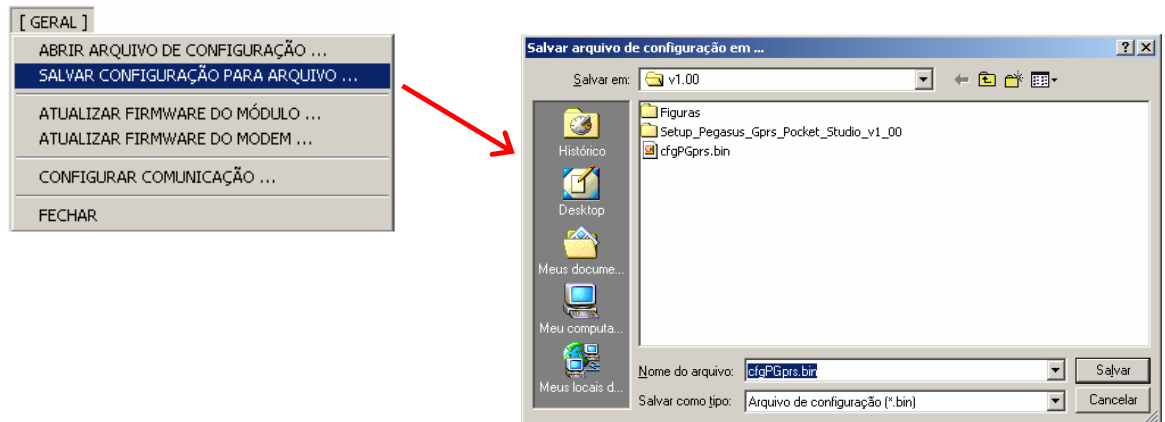 [ GERAL ]
ABRIR ARQUIVO DE CONFIGURAÇÃO ...
SALVAR CONFIGURAÇÃO PARA ARQUIVO ...
ATUALIZAR FIRMWARE DO MÓDULO ...
ATUALIZAR FIRMWARE DO MODEM ...
CONFIGURAR COMUNICAÇÃO ...
FECHAR
Salvar arquivo de configuração em ...
Salvar em: v1.00
Histórico
Desktop
Meus docume...
Meu computa...
Meus locais d...
Figuras
Setup_Pegasus_Gprs_Pocket_Studio_v1_00
cfgPGprs.bin
Nome do arquivo: cfgPGprs.bin Salvar
Salvar como tipo: Arquivo de configuração (*.bin) Cancelar